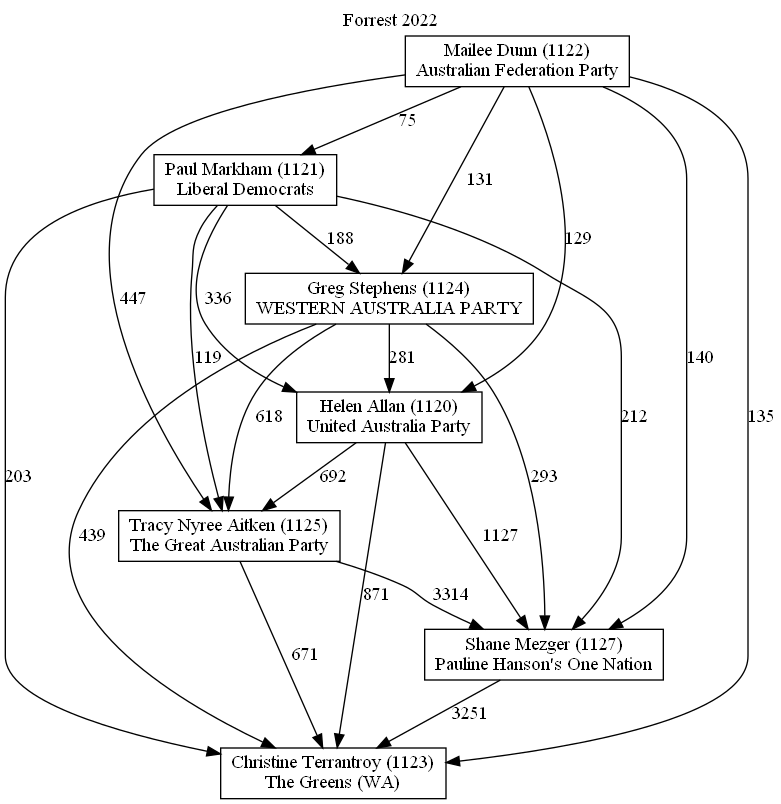 Forrest 2022
Mailee Dunn (1122)
Australian Federation Party
75
Paul Markham (1121)
Liberal Democrats
131
188
129
Greg Stephens (1124)
WESTERN AUSTRALIA PARTY
447
336
119
281
140
Helen Allan (1120)
United Australia Party
618
212
135
203
692
293
439
1127
Tracy Nyree Aitken (1125)
The Great Australian Party
871
3314
Shane Mezger (1127)
Pauline Hanson's One Nation
671
3251
Christine Terrantroy (1123)
The Greens (WA)